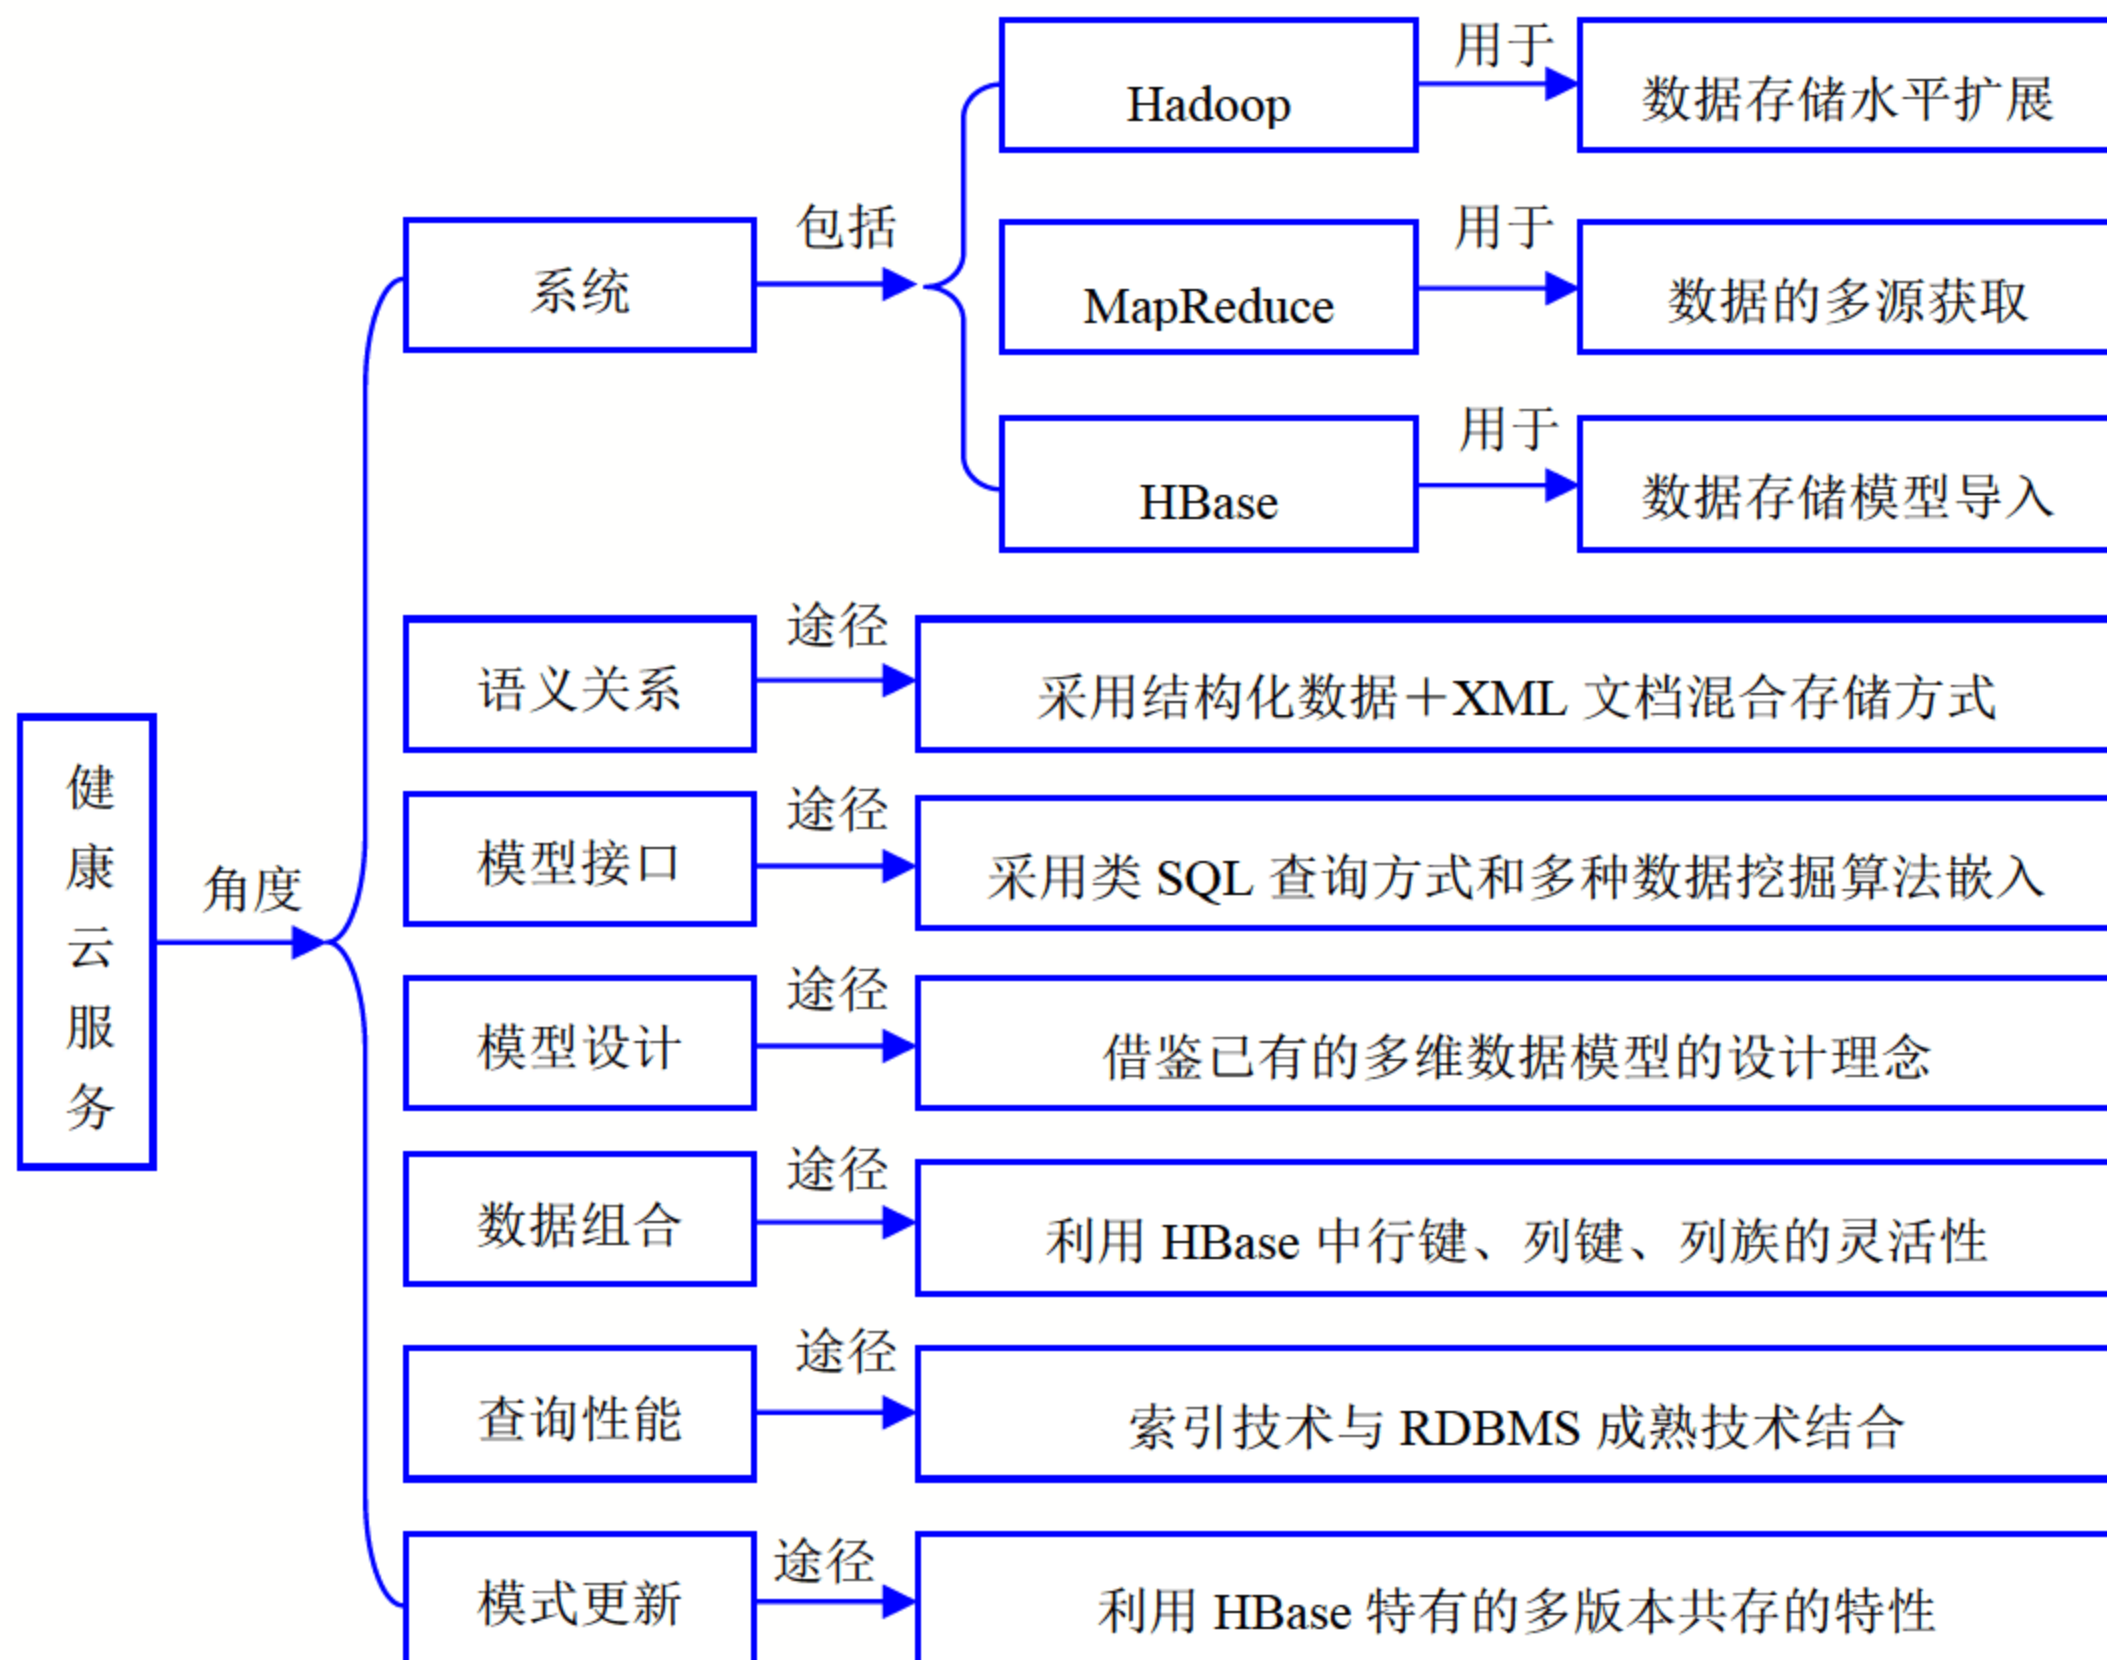 用于
Hadoop
数据存储水平扩展
包括
用于
系统
MapReduce
数据的多源获取
用于
HBase
数据存储模型导入
途径
语义关系
采用结构化数据＋XML 文档混合存储方式
途径
模型接口
采用类 SQL 查询方式和多种数据挖掘算法嵌入
健康云服务
角度
途径
模型设计
借鉴已有的多维数据模型的设计理念
途径
数据组合
利用 HBase 中行键、列键、列族的灵活性
途径
查询性能
索引技术与 RDBMS 成熟技术结合
途径
模式更新
利用 HBase 特有的多版本共存的特性